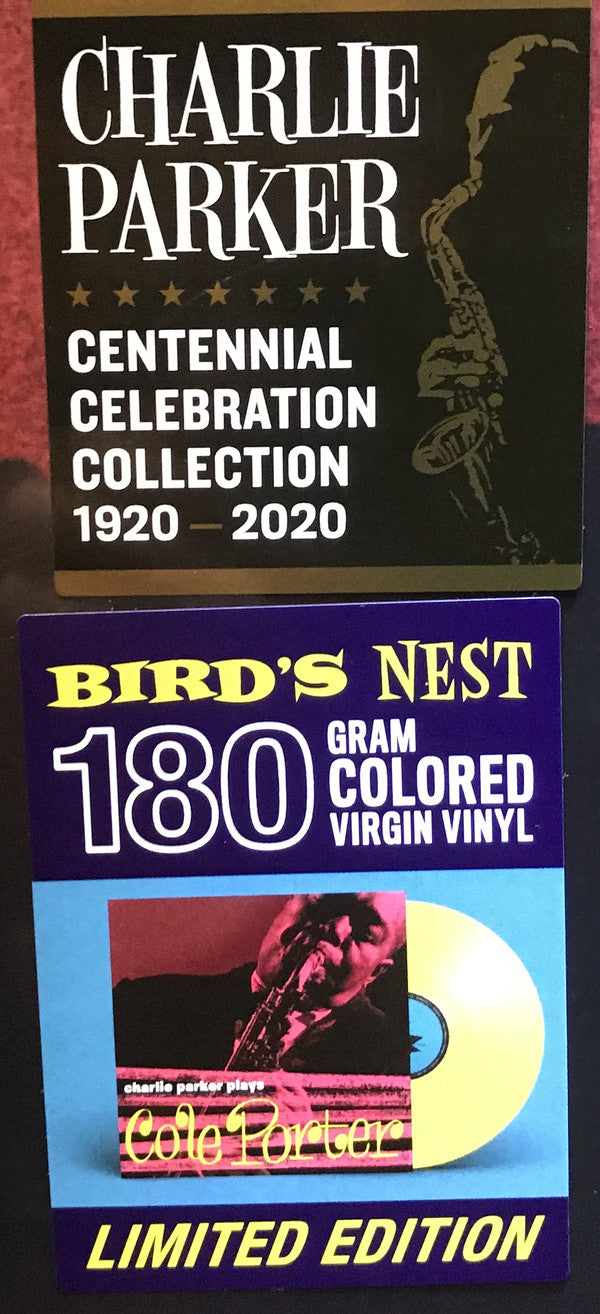 CHARLIE
PARKER
CENTENNIAL
CELEBRATION
COLLECTION
1920 — 2020
BIRD'S NEST
180 GRAM
COLORED
VIRGIN VINYL
charlie parker plays
Cole Porter
LIMITED EDITION